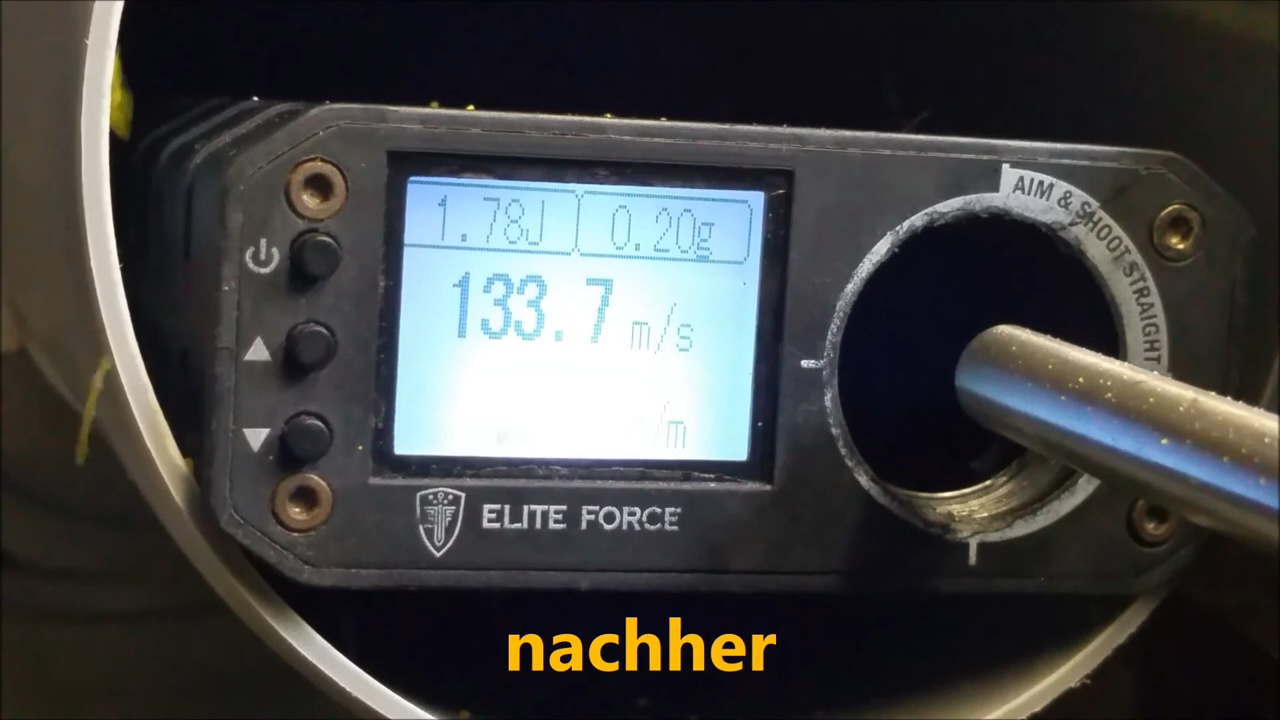 1.78J 0.20g
133.7 m/s
/m
AIM & SHOOT STRAIGHT
ELITE FORCE
nachher